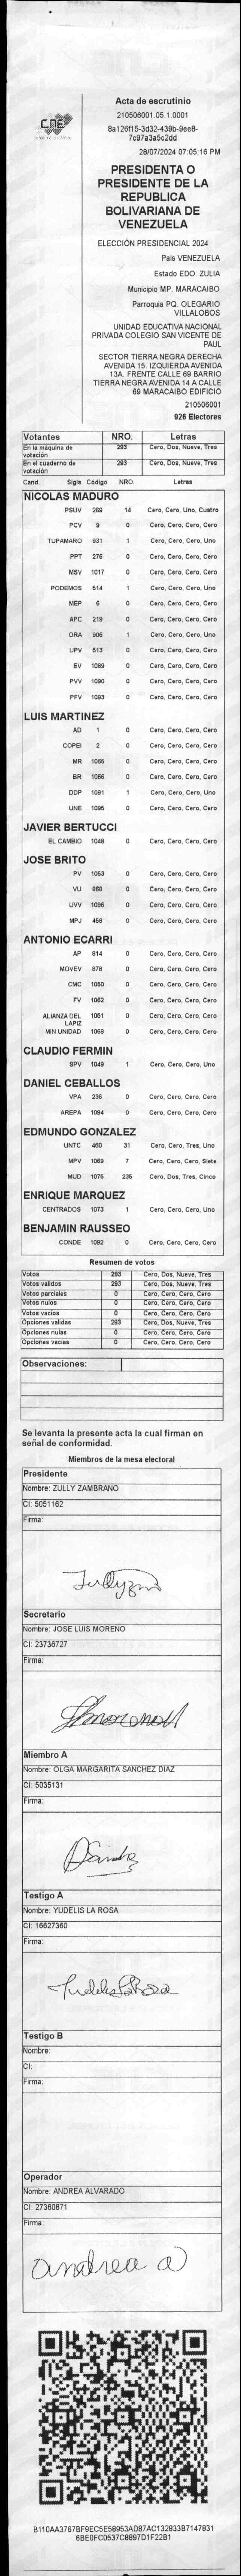 CNE
Acta de escrutinio
210506001.05.1.0001
8a126f15-3d32-439b-9ee8-
7c97a3a5c2dd
28/07/2024 07:05:16 PM
PRESIDENTA O
PRESIDENTE DE LA
REPUBLICA
BOLIVARIANA DE
VENEZUELA
ELECCIÓN PRESIDENCIAL 2024
Pais VENEZUELA
Estado EDO. ZULIA
Municipio MP. MARACAIBO
Parroquia PQ. OLEGARIO
VILLALOBOS
UNIDAD EDUCATIVA NACIONAL
PRIVADA COLEGIO SAN VICENTE DE
PAUL
SECTOR TIERRA NEGRA DERECHA
AVENIDA 15. IZQUIERDA AVENIDA
13A. FRENTE CALLE 69 BARRIO
TIERRA NEGRA AVENIDA 14 A CALLE
69 MARACAIBO EDIFICIO
210506001
926 Electores
Votantes NRO. Letras
En la máquina de votación 293 Cero, Dos, Nueve, Tres
En el cuaderno de votación 293 Cero, Dos, Nueve, Tres
Cand. Sigla Código NRO. Letras
NICOLAS MADURO
PSUV 269 14 Cero, Cero, Uno, Cuatro
PCV 9 0 Cero, Cero, Cero, Cero
TUPAMARO 931 1 Cero, Cero, Cero, Uno
PPT 276 0 Cero, Cero, Cero, Cero
MSV 1017 0 Cero, Cero, Cero, Cero
PODEMOS 614 1 Cero, Cero, Cero, Uno
MEP 6 0 Cero, Cero, Cero, Cero
APC 219 0 Cero, Cero, Cero, Cero
ORA 906 1 Cero, Cero, Cero, Uno
UPV 613 0 Cero, Cero, Cero, Cero
EV 1089 0 Cero, Cero, Cero, Cero
PVV 1090 0 Cero, Cero, Cero, Cero
PFV 1093 0 Cero, Cero, Cero, Cero
LUIS MARTINEZ
AD 1 0 Cero, Cero, Cero, Cero
COPEI 2 0 Cero, Cero, Cero, Cero
MR 1065 0 Cero, Cero, Cero, Cero
BR 1066 0 Cero, Cero, Cero, Cero
DDP 1091 1 Cero, Cero, Cero, Uno
UNE 1095 0 Cero, Cero, Cero, Cero
JAVIER BERTUCCI
EL CAMBIO 1048 0 Cero, Cero, Cero, Cero
JOSE BRITO
PV 1053 0 Cero, Cero, Cero, Cero
VU 868 0 Cero, Cero, Cero, Cero
UVV 1096 0 Cero, Cero, Cero, Cero
MPJ 458 0 Cero, Cero, Cero, Cero
ANTONIO ECARRI
AP 814 0 Cero, Cero, Cero, Cero
MOVEV 878 0 Cero, Cero, Cero, Cero
CMC 1050 0 Cero, Cero, Cero, Cero
FV 1062 0 Cero, Cero, Cero, Cero
ALIANZA DEL LAPIZ 1051 0 Cero, Cero, Cero, Cero
MIN UNIDAD 1068 0 Cero, Cero, Cero, Cero
CLAUDIO FERMIN
SPV 1049 1 Cero, Cero, Cero, Uno
DANIEL CEBALLOS
VPA 236 0 Cero, Cero, Cero, Cero
AREPA 1094 0 Cero, Cero, Cero, Cero
EDMUNDO GONZALEZ
UNTC 460 31 Cero, Cero, Tres, Uno
MPV 1069 7 Cero, Cero, Cero, Siete
MUD 1075 235 Cero, Dos, Tres, Cinco
ENRIQUE MARQUEZ
CENTRADOS 1073 1 Cero, Cero, Cero, Uno
BENJAMIN RAUSSEO
CONDE 1092 0 Cero, Cero, Cero, Cero
Resumen de votos
Votos 293 Cero, Dos, Nueve, Tres
Votos validos 293 Cero, Dos, Nueve, Tres
Votos parciales 0 Cero, Cero, Cero, Cero
Votos nulos 0 Cero, Cero, Cero, Cero
Votos vacios 0 Cero, Cero, Cero, Cero
Opciones validas 293 Cero, Dos, Nueve, Tres
Opciones nulas 0 Cero, Cero, Cero, Cero
Opciones vacias 0 Cero, Cero, Cero, Cero
Observaciones:
Se levanta la presente acta la cual firman en
señal de conformidad.
Miembros de la mesa electoral
Presidente
Nombre: ZULLY ZAMBRANO
CI: 5051162
Firma:
Secretario
Nombre: JOSE LUIS MORENO
CI: 23736727
Firma:
Miembro A
Nombre: OLGA MARGARITA SANCHEZ DIAZ
CI: 5035131
Firma:
Testigo A
Nombre: YUDELIS LA ROSA
CI: 16627360
Firma:
Yudelis La Rosa
Testigo B
Nombre:
CI:
Firma:
Operador
Nombre: ANDREA ALVARADO
CI: 27360871
Firma:
andrea a
B110AA3767BF9EC5E58953AD87AC132833B7147831
6BE0FC0537C8897D1F22B1